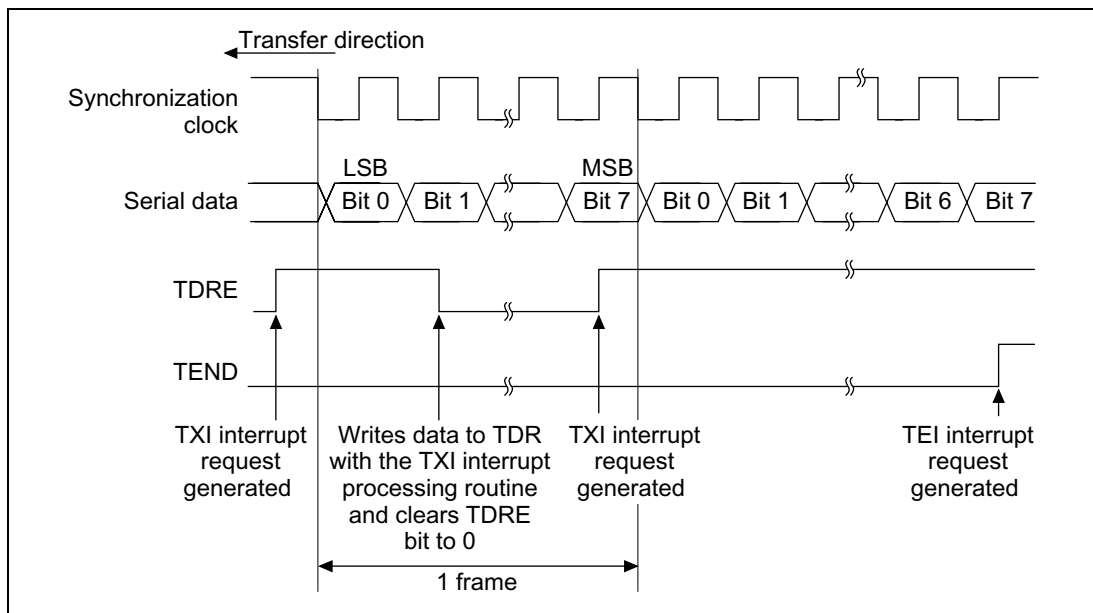 Transfer direction
Synchronization
clock
LSB
MSB
Serial data
Bit 0
Bit 1
Bit 7
Bit 0
Bit 1
Bit 6
Bit 7
TDRE
TEND
TXI interrupt
request
generated
Writes data to TDR
with the TXI interrupt
processing routine
and clears TDRE
bit to 0
TXI interrupt
request
generated
TEI interrupt
request
generated
1 frame